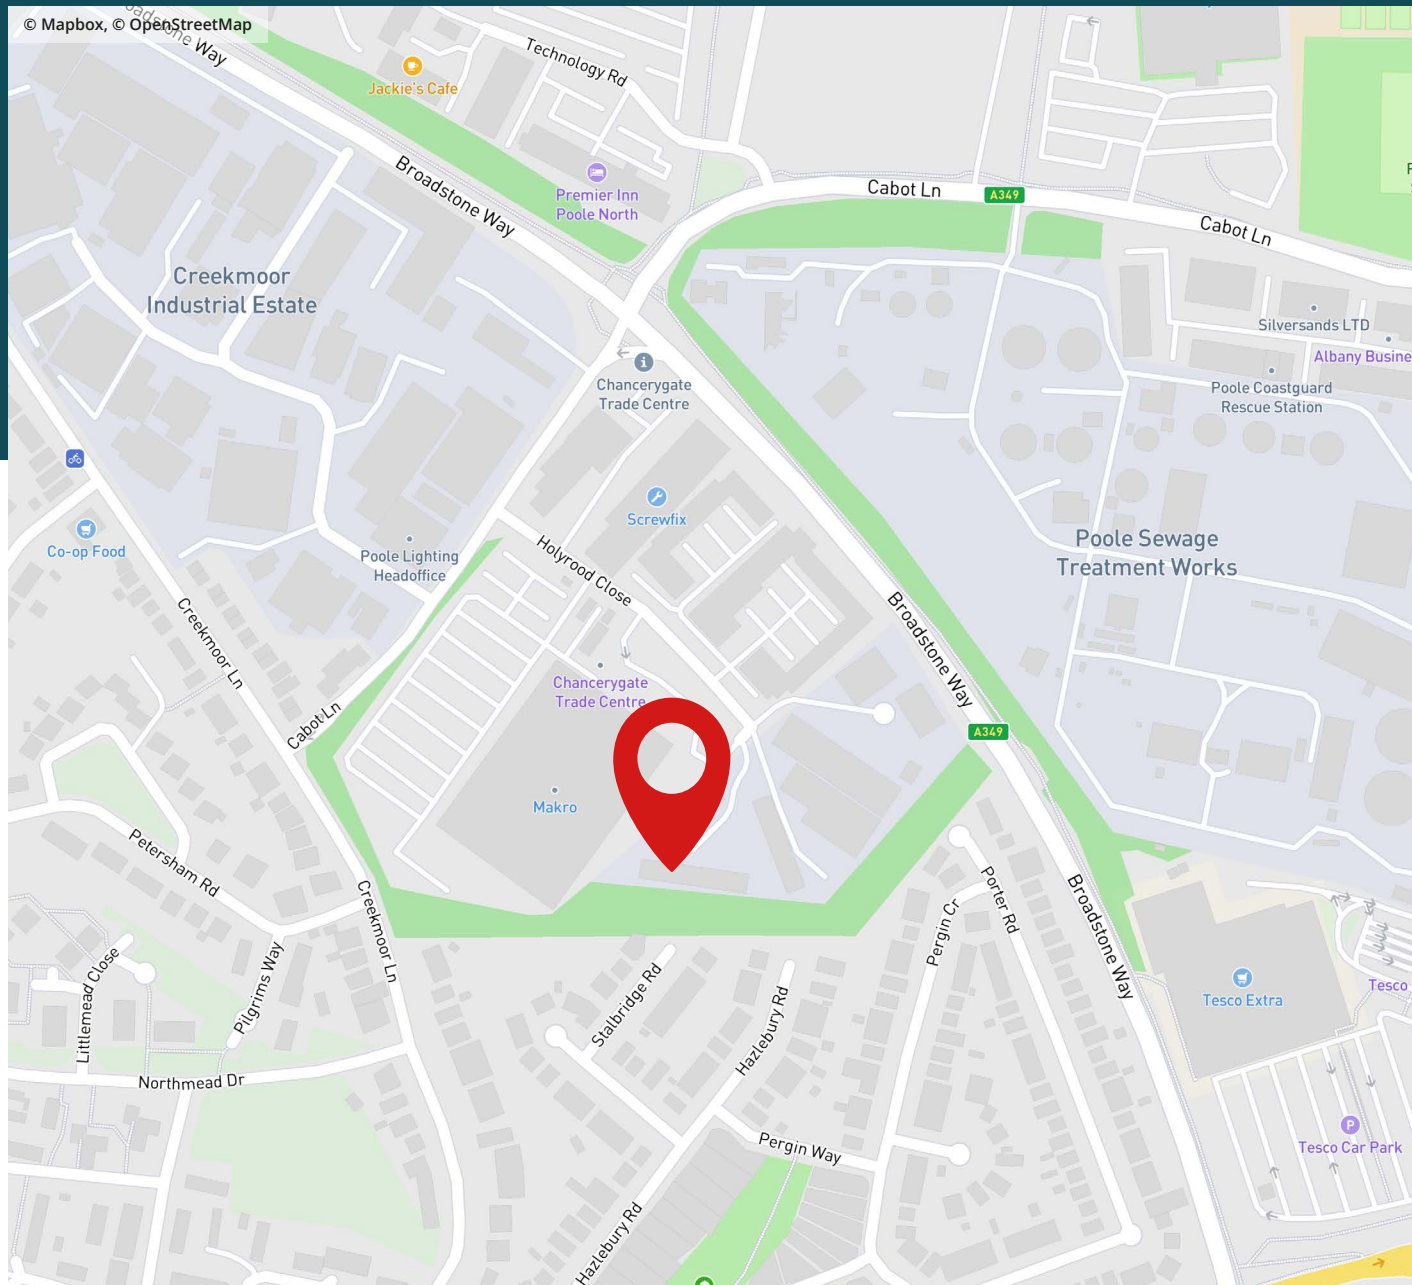 © Mapbox, © OpenStreetMap
Broadstone Way
Technology Rd
Jackie's Cafe
Premier Inn
Poole North
Broadstone Way
Cabot Ln
A349
Cabot Ln
Creekmoor
Industrial Estate
Silversands LTD
Albany Busine
Chancerygate
Trade Centre
Poole Coastguard
Rescue Station
Screwfix
Co-op Food
Poole Lighting
Headoffice
Holyrood Close
Poole Sewage
Treatment Works
Creekmoor Ln
Broadstone Way
Chancerygate
Trade Centre
Cabot Ln
A349
Makro
Petersham Rd
Creekmoor Ln
Porter Rd
Pergin Cr
Broadstone Way
Littlemead Close
Pilgrims Way
Stalbridge Rd
Hazlebury Rd
Tesco Extra
Tesco
Northmead Dr
Pergin Way
P
Tesco Car Park
Hazlebury Rd